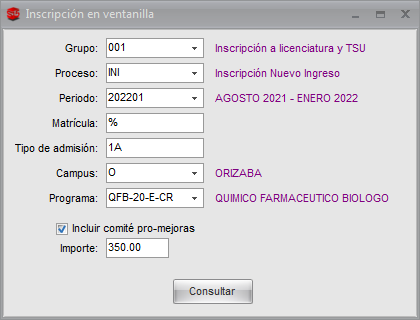 Inscripción en ventanilla
Grupo: 001 Inscripción a licenciatura y TSU
Proceso: INI Inscripción Nuevo Ingreso
Periodo: 202201 AGOSTO 2021 - ENERO 2022
Matrícula: %
Tipo de admisión: 1A
Campus: O ORIZABA
Programa: QFB-20-E-CR QUIMICO FARMACEUTICO BIOLOGO
Incluir comité pro-mejoras
Importe: 350.00
Consultar